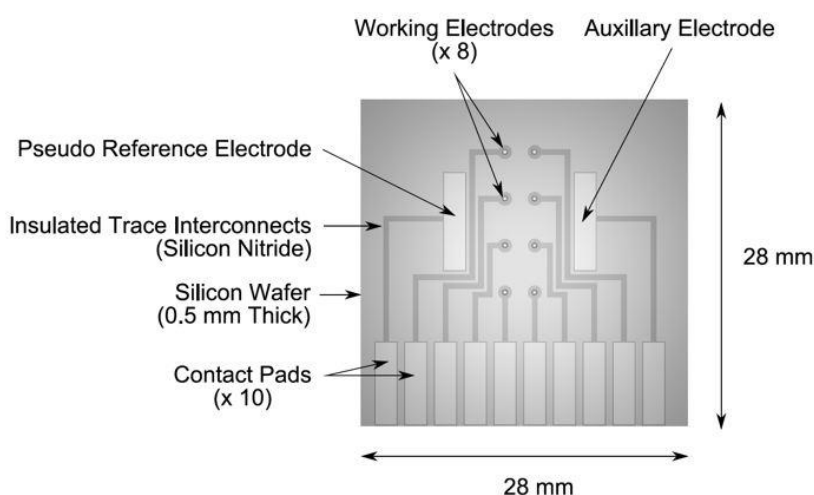 Working Electrodes
(x 8)
Auxillary Electrode
Pseudo Reference Electrode
Insulated Trace Interconnects
(Silicon Nitride)
Silicon Wafer
(0.5 mm Thick)
Contact Pads
(x 10)
28 mm
28 mm